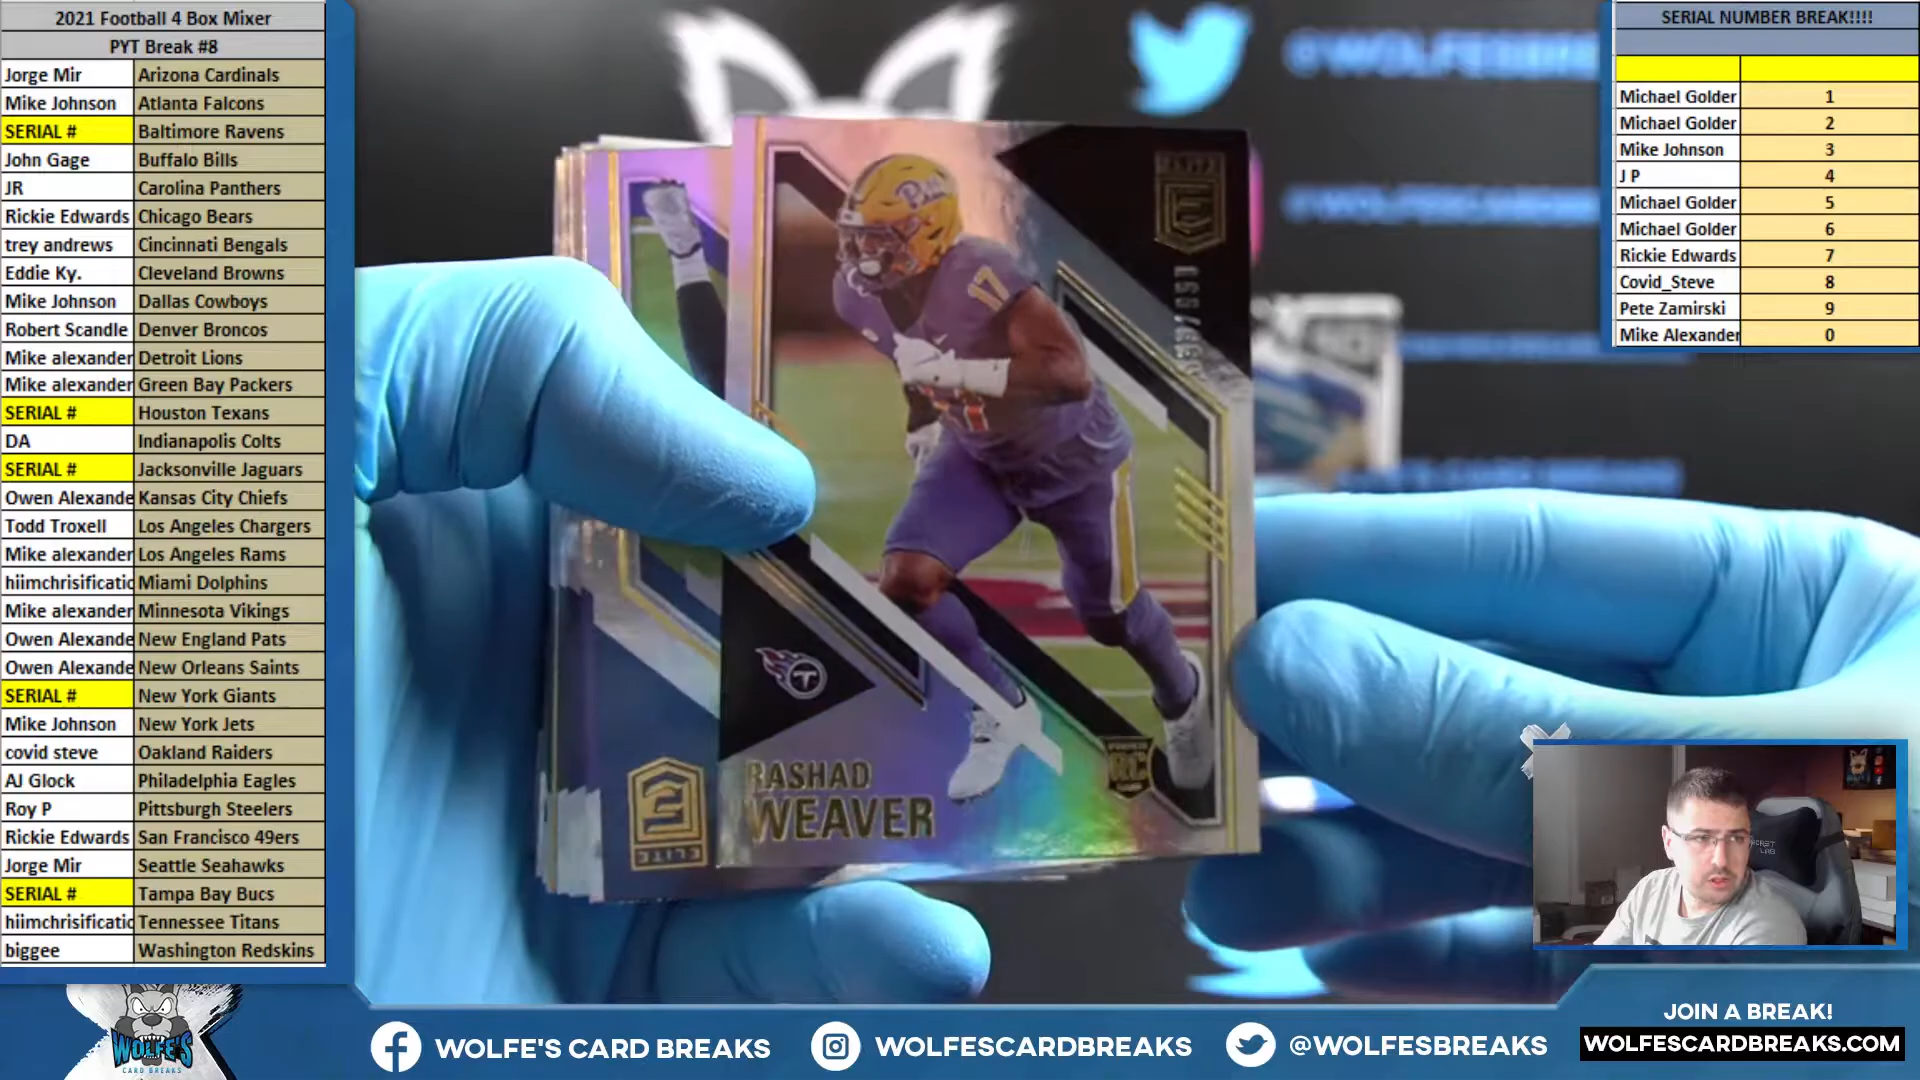 2021 Football 4 Box Mixer
PYT Break #8
Jorge Mir Arizona Cardinals
Mike Johnson Atlanta Falcons
SERIAL # Baltimore Ravens
John Gage Buffalo Bills
JR Carolina Panthers
Rickie Edwards Chicago Bears
trey andrews Cincinnati Bengals
Eddie Ky. Cleveland Browns
Mike Johnson Dallas Cowboys
Robert Scandle Denver Broncos
Mike alexander Detroit Lions
Mike alexander Green Bay Packers
SERIAL # Houston Texans
DA Indianapolis Colts
SERIAL # Jacksonville Jaguars
Owen Alexande Kansas City Chiefs
Todd Troxell Los Angeles Chargers
Mike alexander Los Angeles Rams
hiimchrisificatio Miami Dolphins
Mike alexander Minnesota Vikings
Owen Alexande New England Pats
Owen Alexande New Orleans Saints
SERIAL # New York Giants
Mike Johnson New York Jets
covid steve Oakland Raiders
AJ Glock Philadelphia Eagles
Roy P Pittsburgh Steelers
Rickie Edwards San Francisco 49ers
Jorge Mir Seattle Seahawks
SERIAL # Tampa Bay Bucs
hiimchrisificatio Tennessee Titans
biggee Washington Redskins
@WOLFESBRE
ELITE
Pitt
17
T
RASHAD
WEAVER
RC
ELITE
SERIAL NUMBER BREAK!!!!
Michael Golder 1
Michael Golder 2
Mike Johnson 3
J P 4
Michael Golder 5
Michael Golder 6
Rickie Edwards 7
Covid_Steve 8
Pete Zamirski 9
Mike Alexander 0
WOLFE'S
CARD BREAKS
WOLFE'S CARD BREAKS
WOLFESCARDBREAKS
@WOLFESBREAKS
JOIN A BREAK!
WOLFESCARDBREAKS.COM